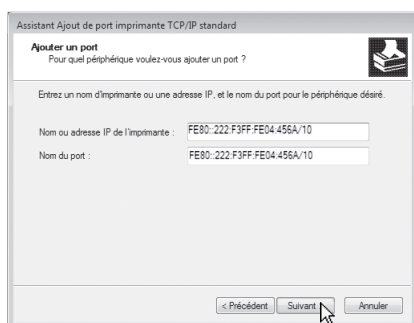 Assistant Ajout de port imprimante TCP/IP standard
Ajouter un port
Pour quel périphérique voulez-vous ajouter un port ?
Entrez un nom d'imprimante ou une adresse IP, et le nom du port pour le périphérique désiré.
Nom ou adresse IP de l'imprimante : FE80::222:F3FF:FE04:456A/10
Nom du port : FE80::222:F3FF:FE04:456A/10
< Précédent Suivant Annuler